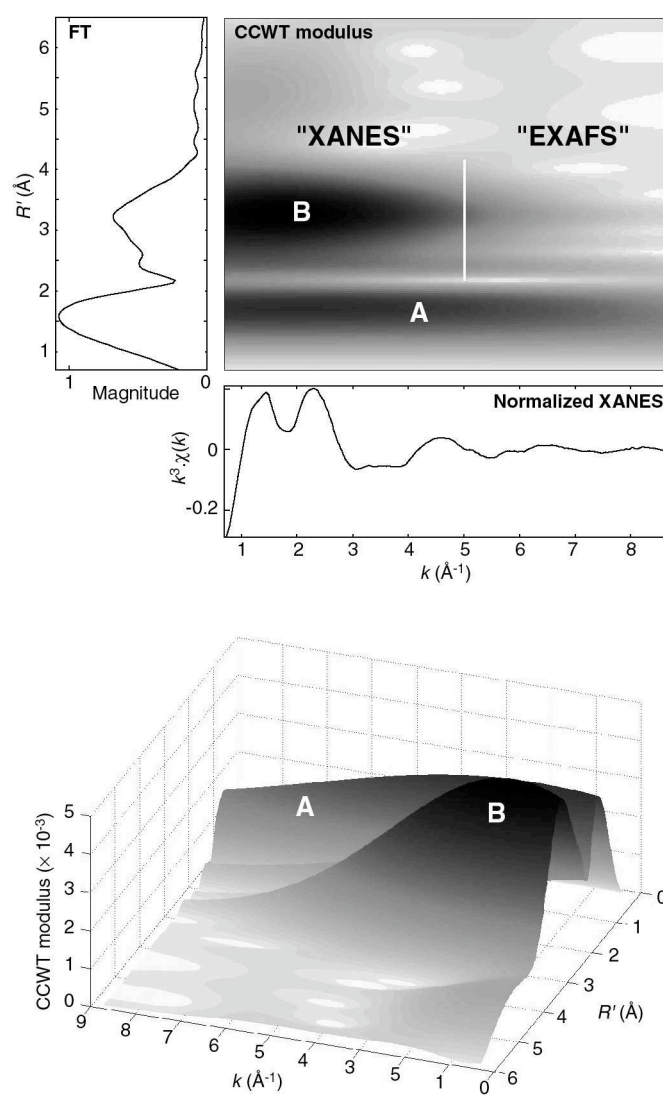 FT
CCWT modulus
6
5
4
3
2
1
R' (Å)
1
0
Magnitude
"XANES"
"EXAFS"
B
A
Normalized XANES
0
-0.2
k³.χ(k)
1 2 3 4 5 6 7 8
k (Å⁻¹)
5
4
3
2
1
0
CCWT modulus (× 10⁻³)
A
B
9 8 7 6 5 4 3 2 1 0
k (Å⁻¹)
0
1
2
3
4
5
6
R' (Å)